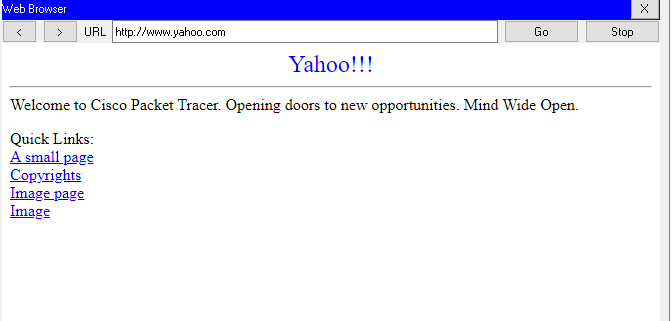 Web Browser X
< > URL http://www.yahoo.com Go Stop
Yahoo!!!
Welcome to Cisco Packet Tracer. Opening doors to new opportunities. Mind Wide Open.
Quick Links:
A small page
Copyrights
Image page
Image